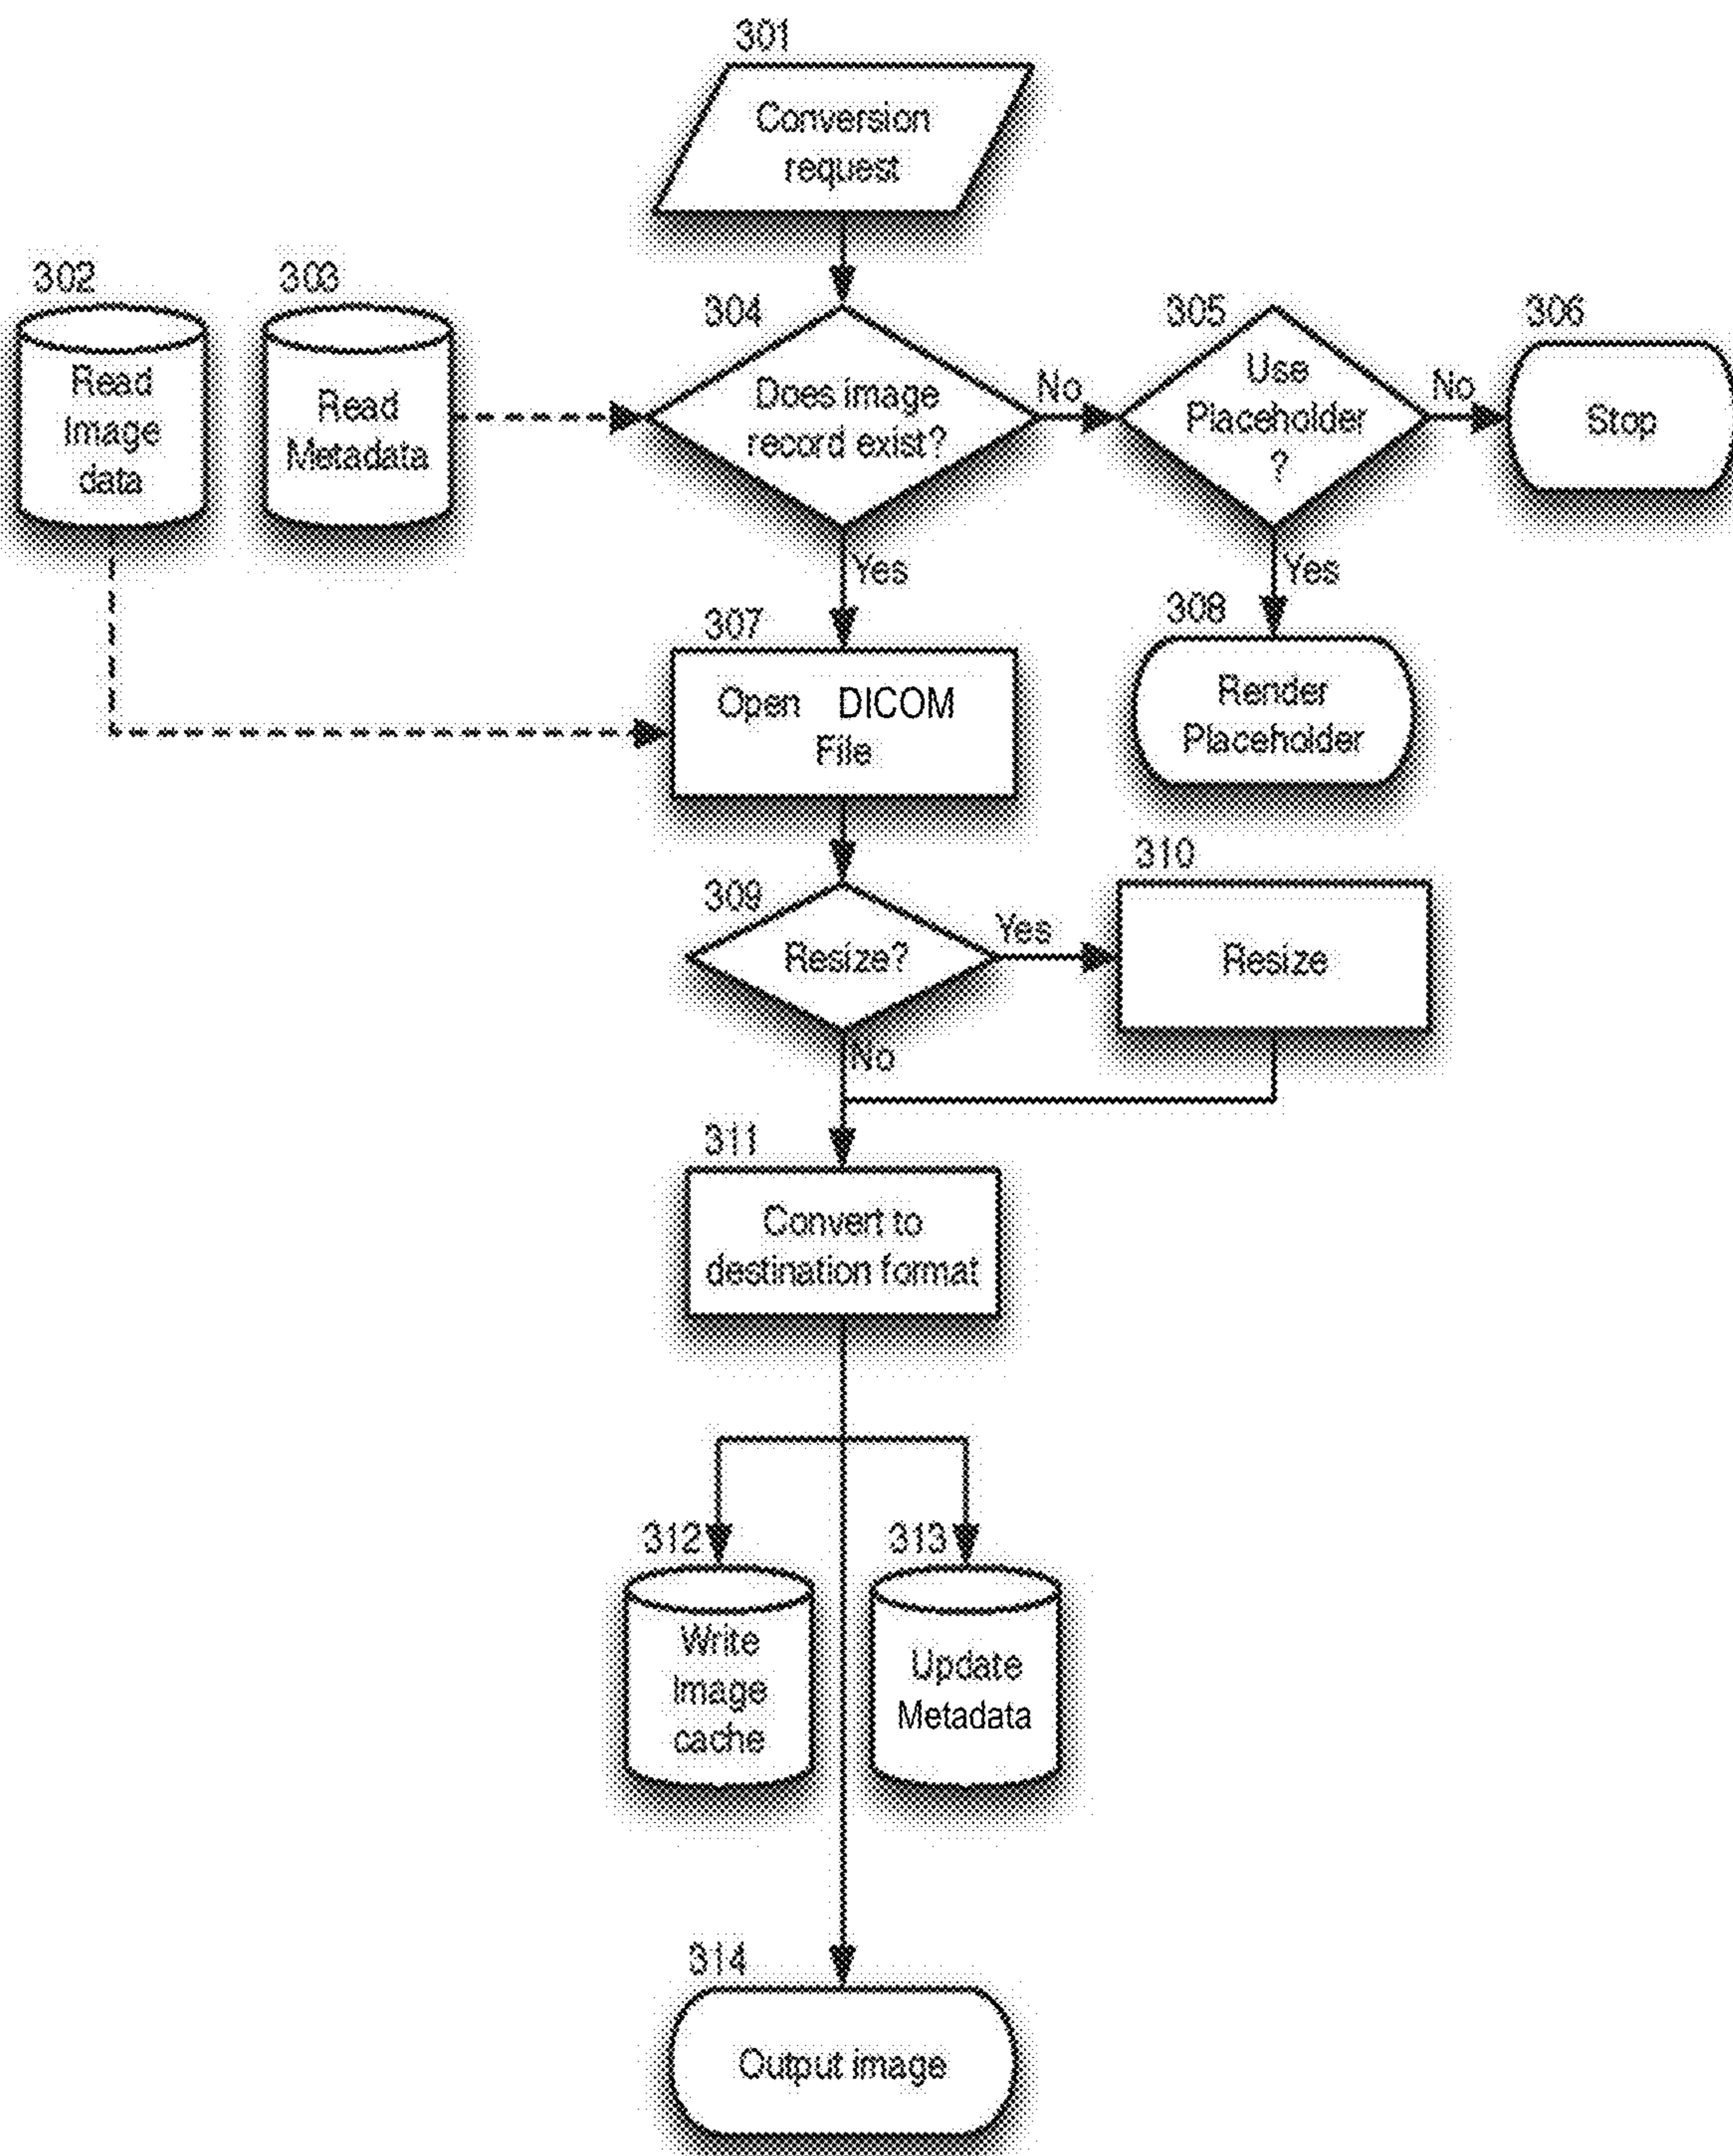 301
Conversion
request
302
Read
Image
data
303
Read
Metadata
304
Does image
record exist?
No
305
Use
Placeholder
?
No
306
Stop
Yes
Yes
307
Open DICOM
File
308
Render
Placeholder
309
Resize?
Yes
310
Resize
No
311
Convert to
destination format
312
Write
Image
cache
313
Update
Metadata
314
Output image